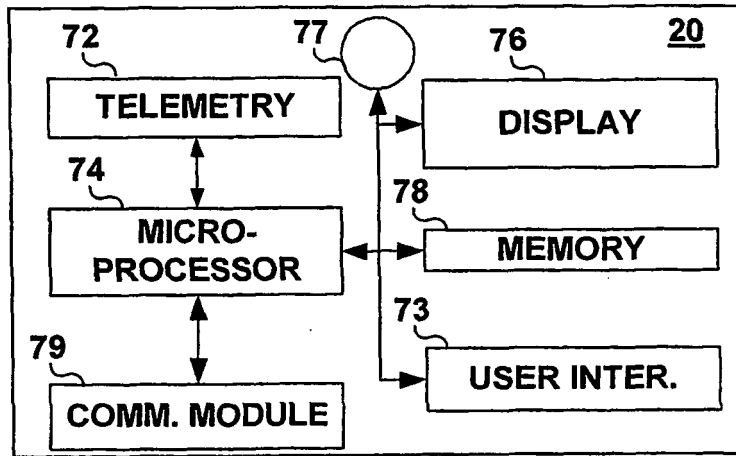 72
77
76
20
TELEMETRY
DISPLAY
74
78
MICRO-
PROCESSOR
MEMORY
79
73
COMM. MODULE
USER INTER.